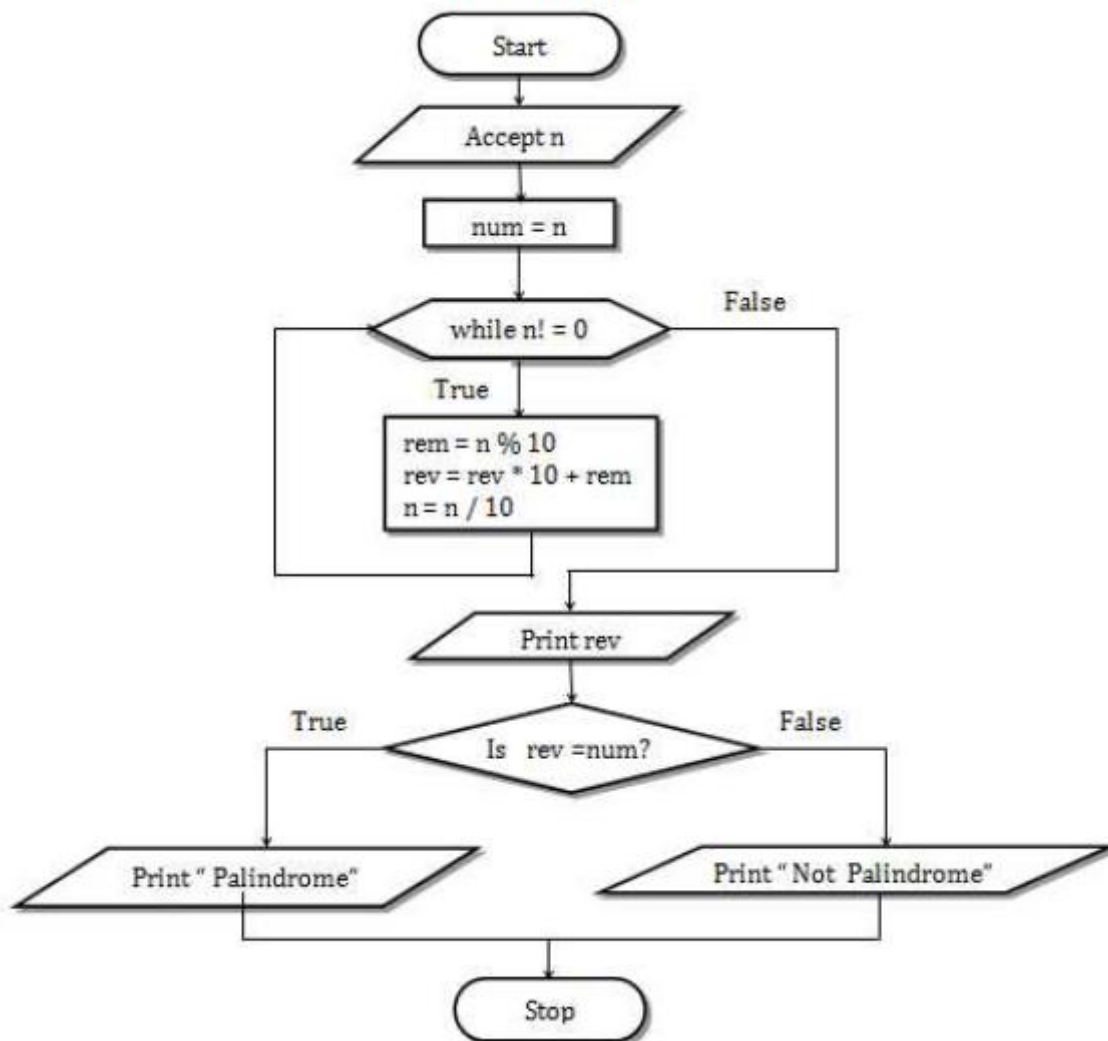 Start
Accept n
num = n
while n! = 0
False
True
rem = n % 10
rev = rev * 10 + rem
n = n / 10
Print rev
True
Is rev =num?
False
Print “ Palindrome“
Print “ Not Palindrome“
Stop